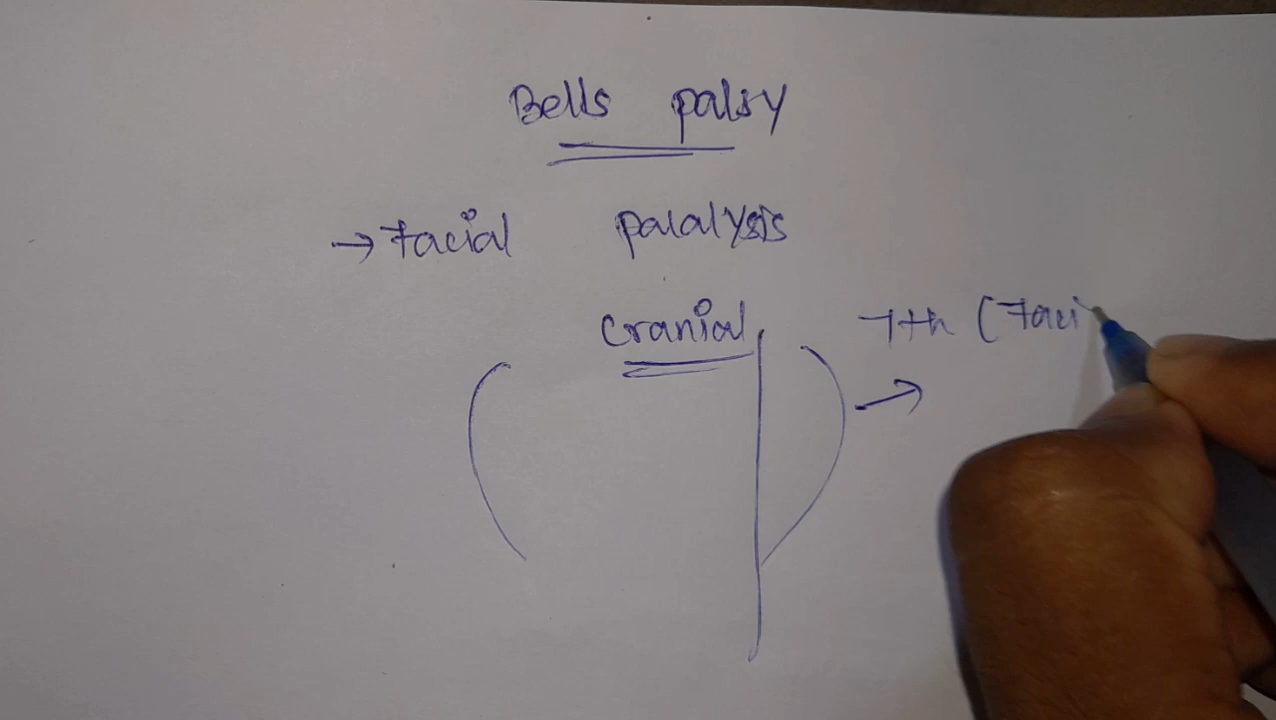 Bells palsy
→ Facial palalysis
Cranial 7th (Faci
→